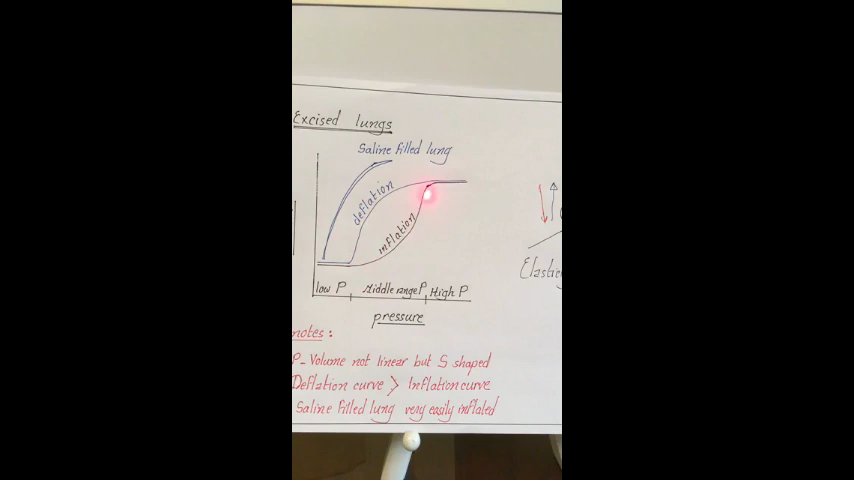 Excised lungs
Saline filled lung
deflation
inflation
low P Middle range P High P
pressure
notes :
P-Volume not linear but S shaped
Deflation curve > Inflation curve
Saline filled lung very easily inflated